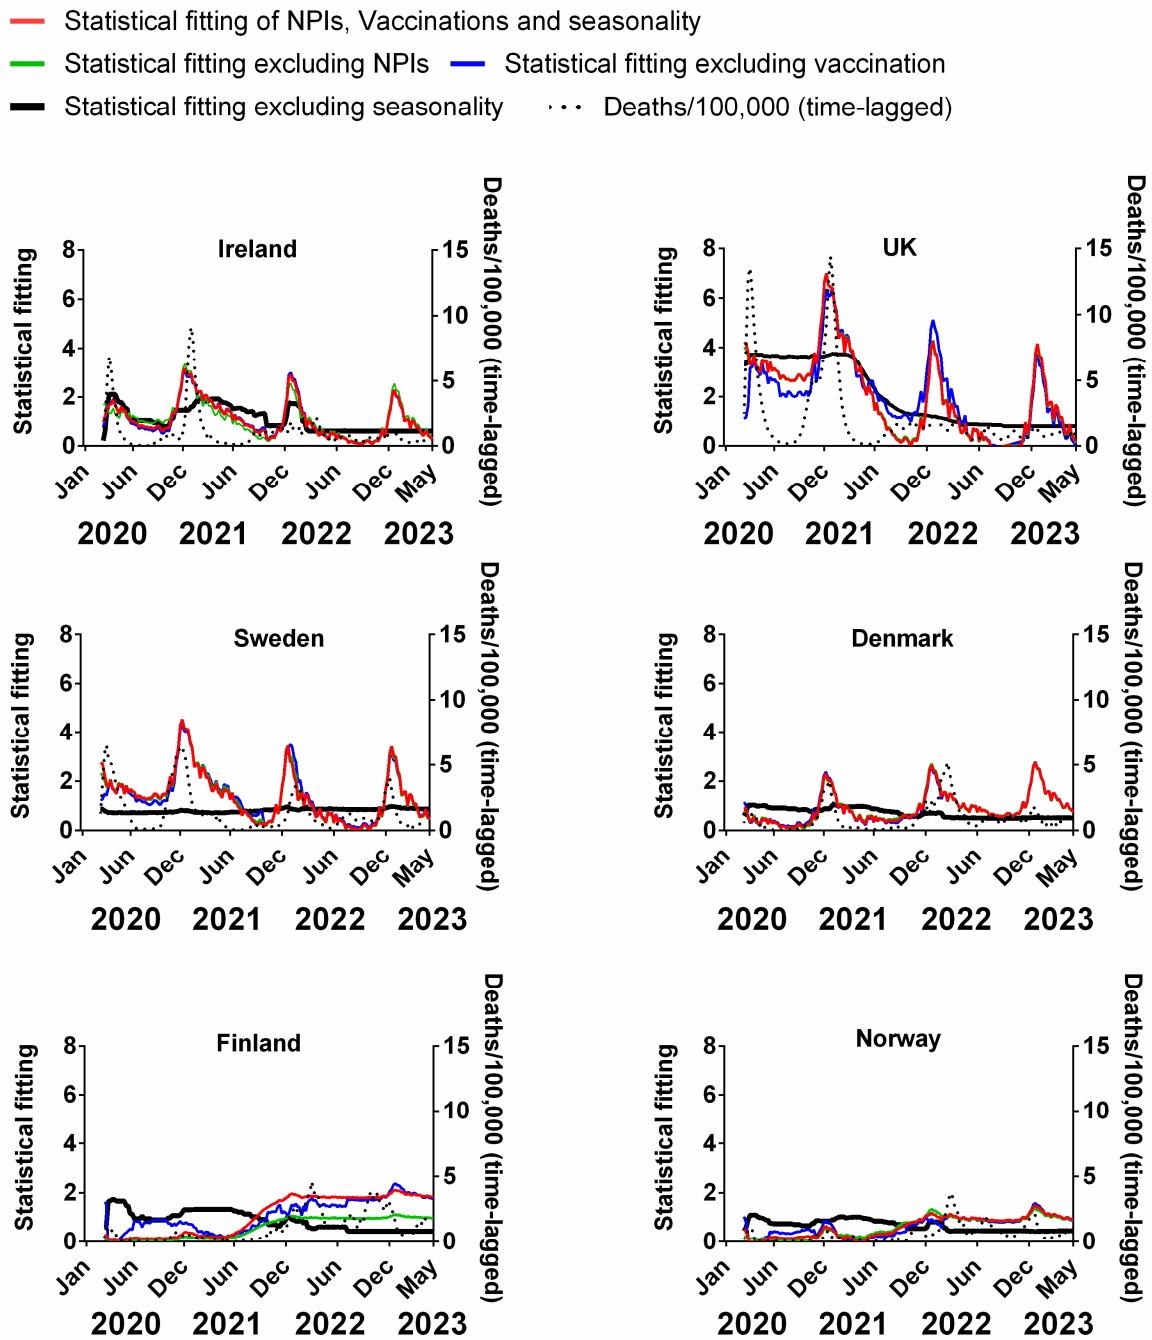 Statistical fitting of NPIs, Vaccinations and seasonality
Statistical fitting excluding NPIs
Statistical fitting excluding vaccination
Statistical fitting excluding seasonality
Deaths/100,000 (time-lagged)
Ireland
Statistical fitting
Deaths/100,000 (time-lagged)
8
6
4
2
0
15
10
5
0
Jan Jun Dec Jun Dec Jun Dec May
2020 2021 2022 2023
UK
Statistical fitting
Deaths/100,000 (time-lagged)
8
6
4
2
0
15
10
5
0
Jan Jun Dec Jun Dec Jun Dec May
2020 2021 2022 2023
Sweden
Statistical fitting
Deaths/100,000 (time-lagged)
8
6
4
2
0
15
10
5
0
Jan Jun Dec Jun Dec Jun Dec May
2020 2021 2022 2023
Denmark
Statistical fitting
Deaths/100,000 (time-lagged)
8
6
4
2
0
15
10
5
0
Jan Jun Dec Jun Dec Jun Dec May
2020 2021 2022 2023
Finland
Statistical fitting
Deaths/100,000 (time-lagged)
8
6
4
2
0
15
10
5
0
Jan Jun Dec Jun Dec Jun Dec May
2020 2021 2022 2023
Norway
Statistical fitting
Deaths/100,000 (time-lagged)
8
6
4
2
0
15
10
5
0
Jan Jun Dec Jun Dec Jun Dec May
2020 2021 2022 2023